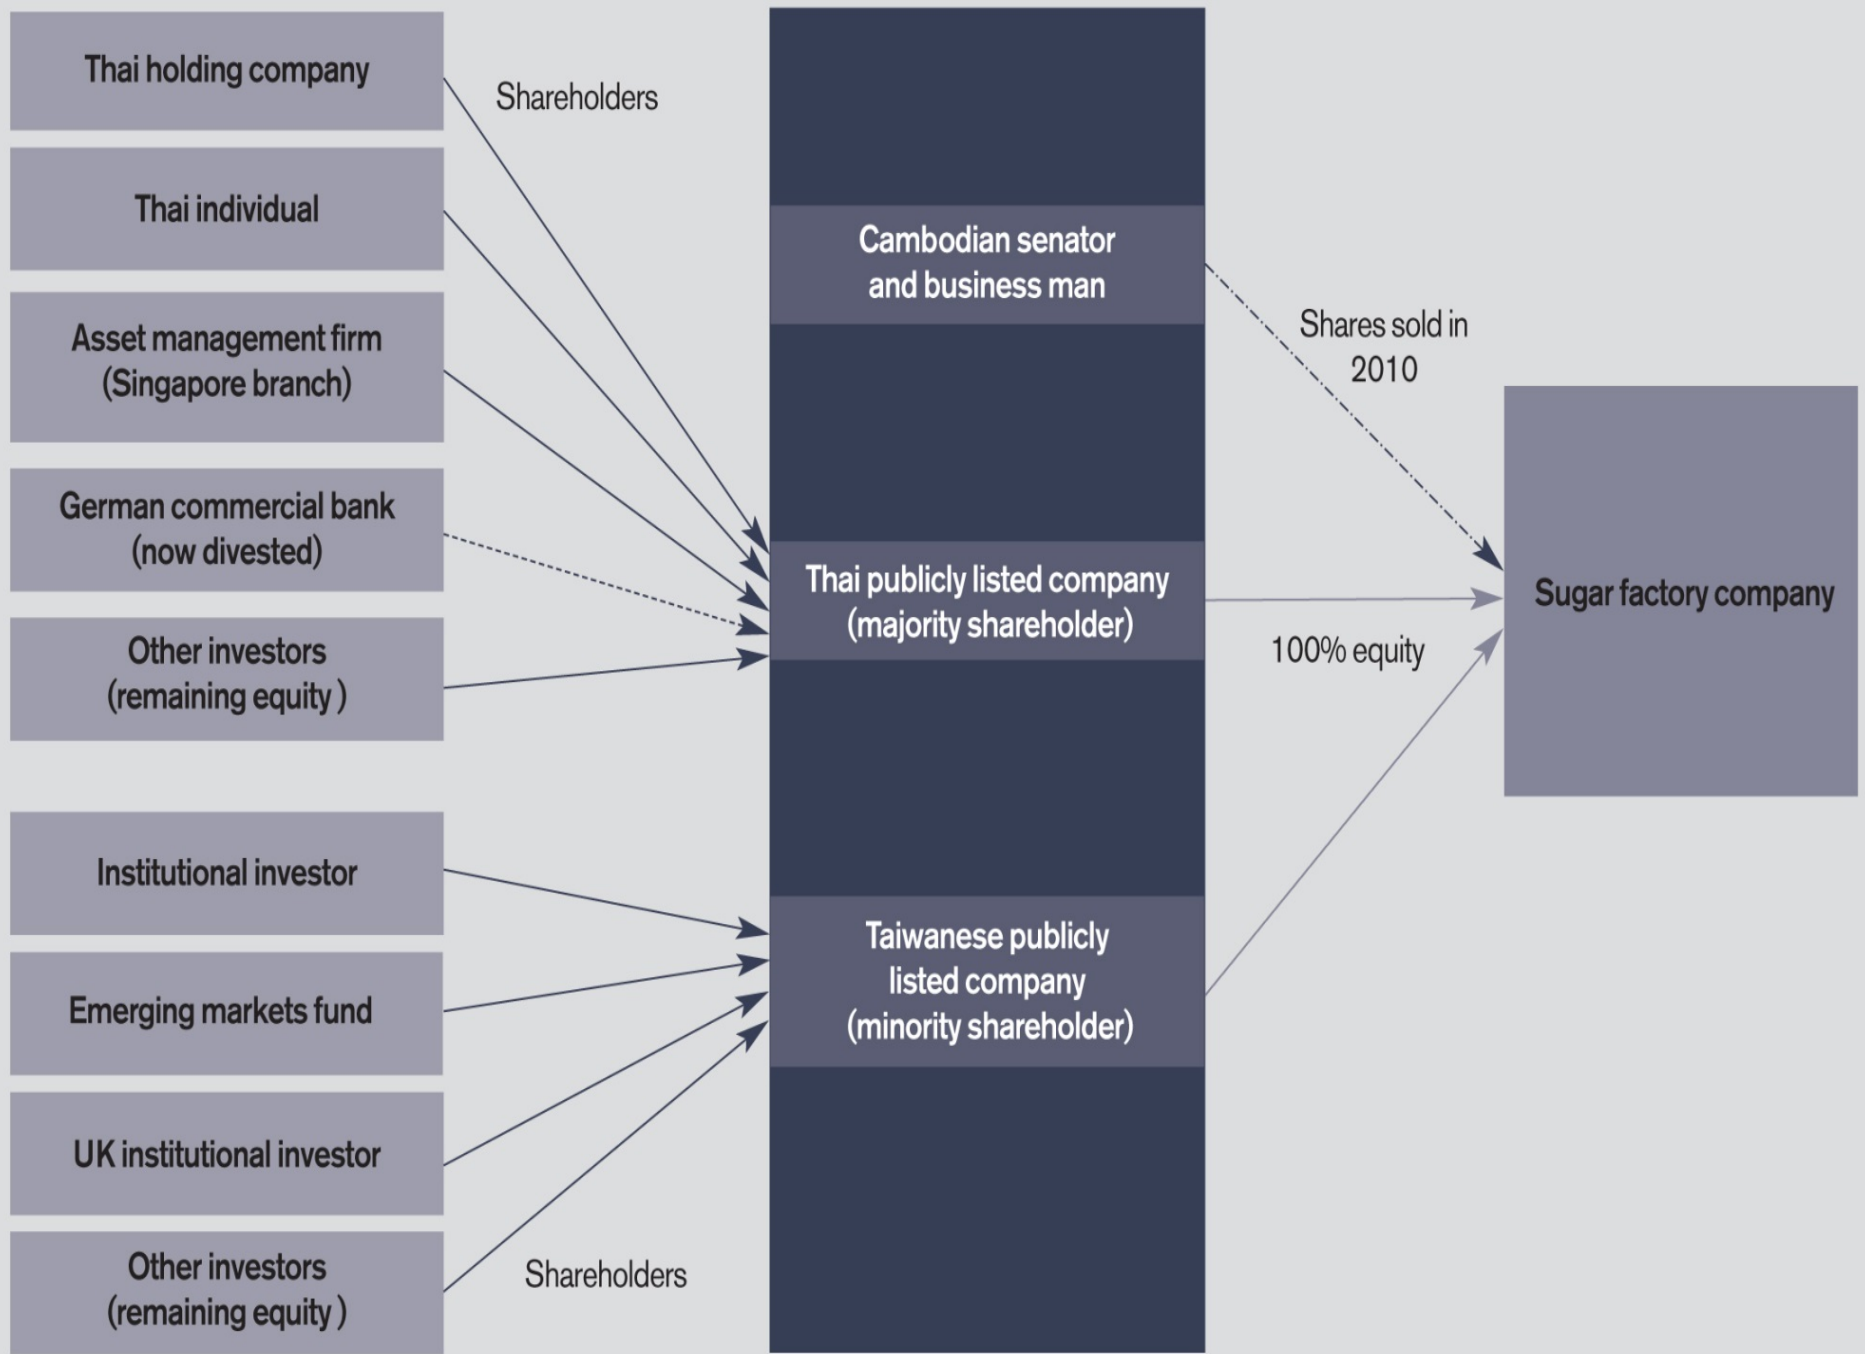 Thai holding company
Shareholders
Thai individual
Asset management firm
(Singapore branch)
German commercial bank
(now divested)
Other investors
(remaining equity )
Institutional investor
Emerging markets fund
UK institutional investor
Other investors
(remaining equity )
Shareholders
Cambodian senator
and business man
Thai publicly listed company
(majority shareholder)
Taiwanese publicly
listed company
(minority shareholder)
Shares sold in
2010
100% equity
Sugar factory company